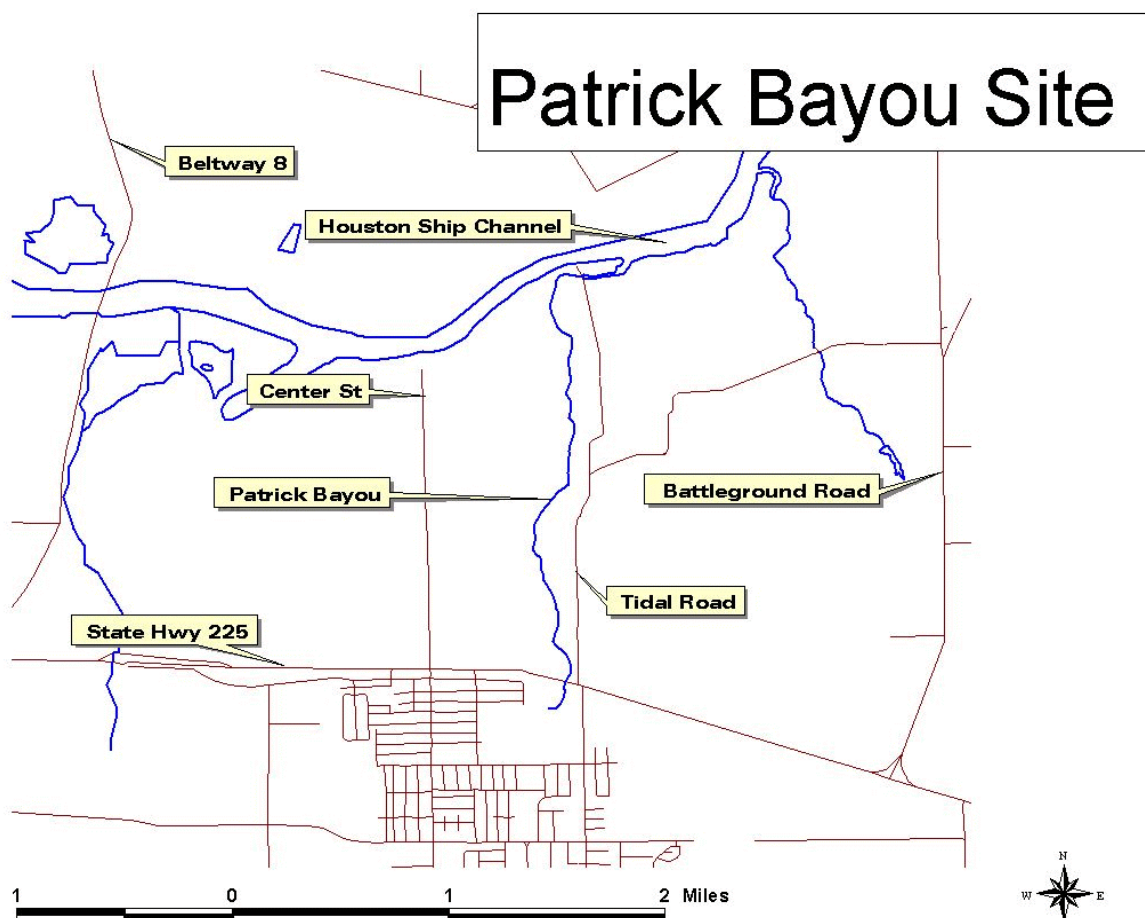 Patrick Bayou Site
Beltway 8
Houston Ship Channel
Center St
Patrick Bayou
Battleground Road
Tidal Road
State Hwy 225
N
W E
S
1 0 1 2 Miles